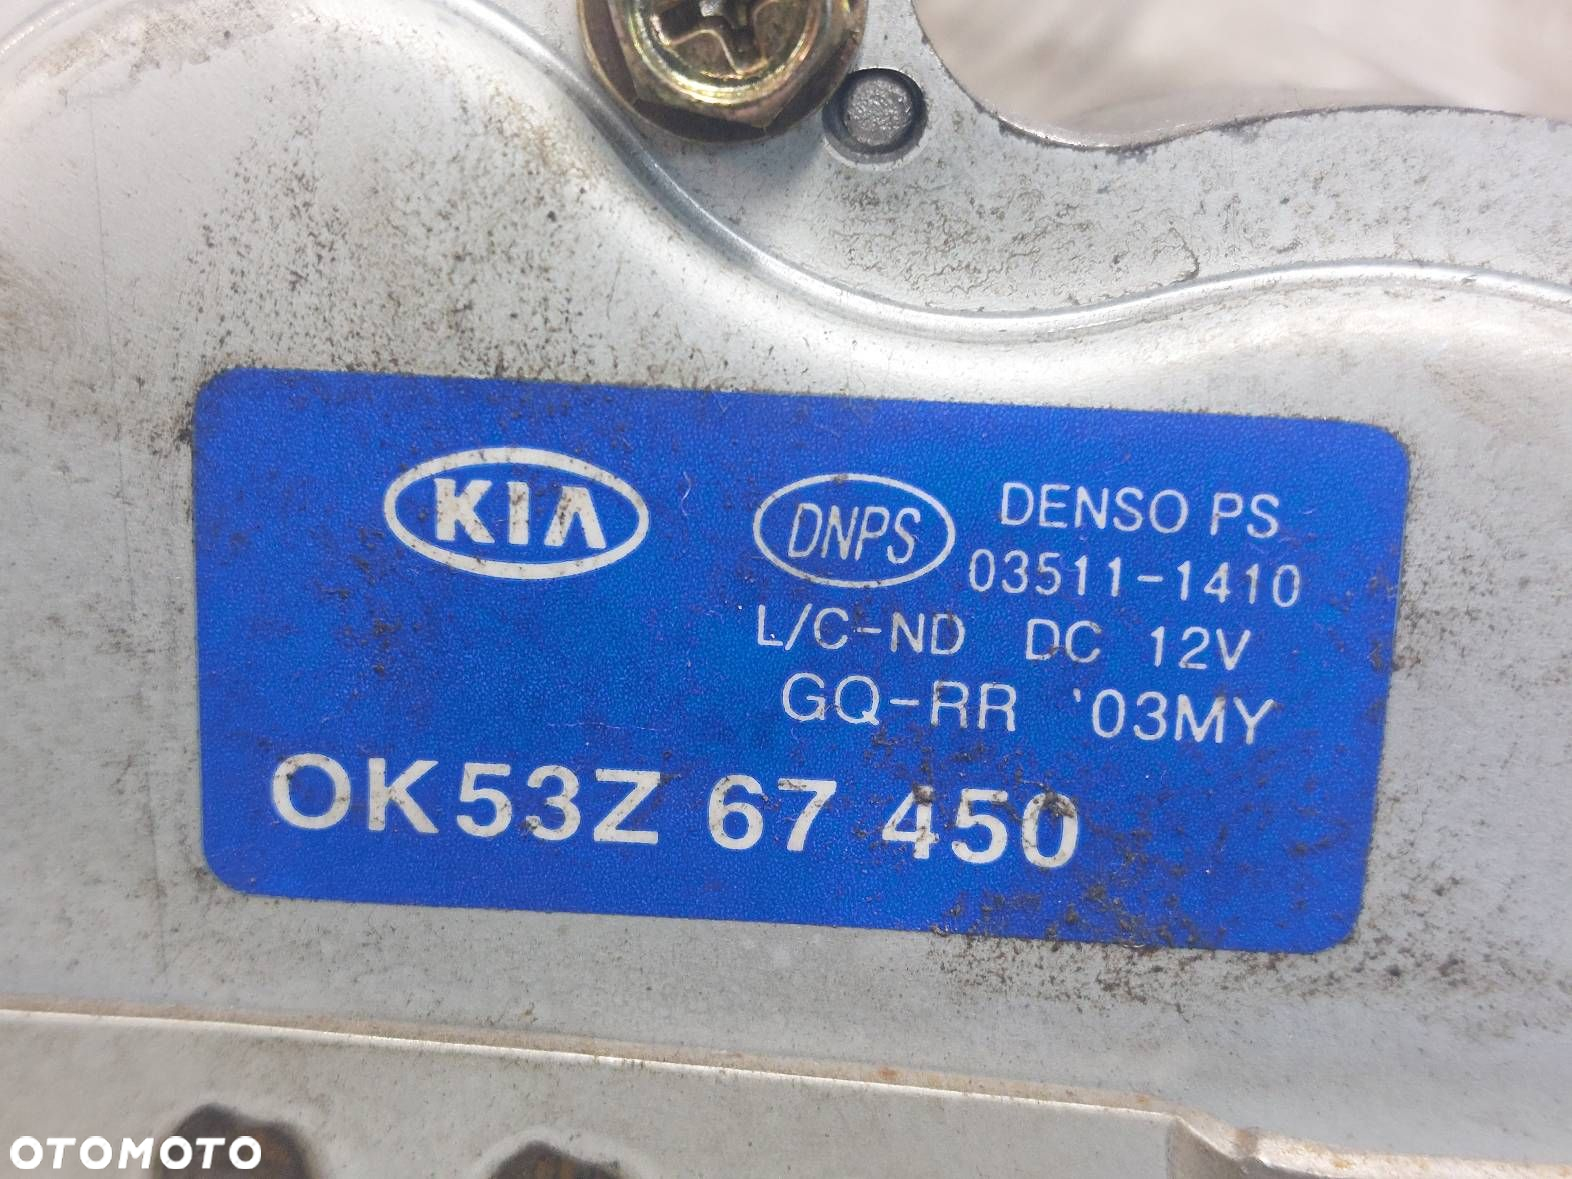 KIA
DNPS
DENSO PS
03511-1410
L/C-ND DC 12V
GQ-RR '03MY
OK53Z 67 450
OTOMOTO